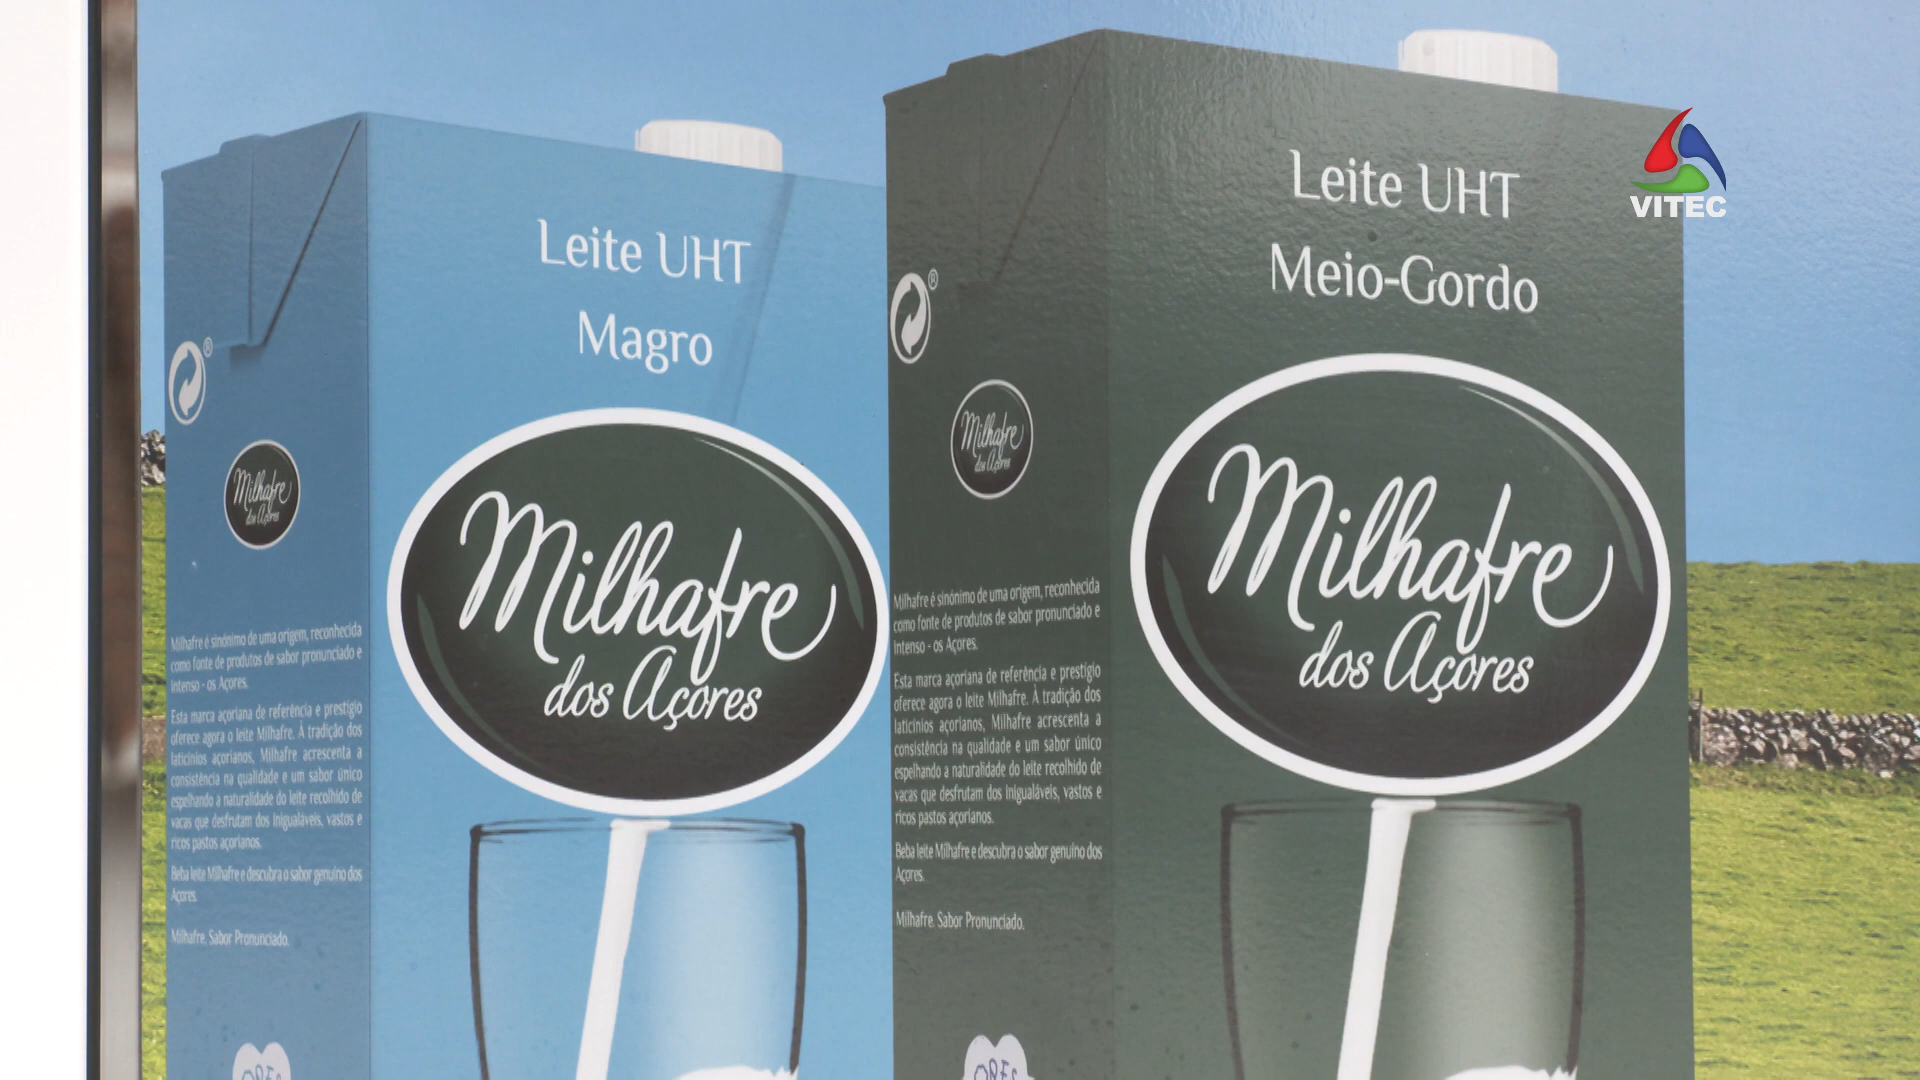 Leite UHT
Magro
®
Milhafre
dos Açores
Milhafre
dos Açores
Milhafre é sinónimo de uma origem, reconhecida
como fonte de produtos de sabor pronunciado e
intenso - os Açores.
Esta marca açoriana de referência e prestígio
oferece agora o leite Milhafre. À tradição dos
laticínios açorianos, Milhafre acrescenta a
consistência na qualidade e um sabor único
espelhando a naturalidade do leite recolhido de
vacas que desfrutam dos inigualáveis, vastos e
ricos pastos açorianos.
Beba leite Milhafre e descubra o sabor genuíno dos
Açores.
Milhafre. Sabor Pronunciado.
Leite UHT
Meio-Gordo
®
Milhafre
dos Açores
Milhafre
dos Açores
Milhafre é sinónimo de uma origem, reconhecida
como fonte de produtos de sabor pronunciado e
intenso - os Açores.
Esta marca açoriana de referência e prestígio
oferece agora o leite Milhafre. À tradição dos
laticínios açorianos, Milhafre acrescenta a
consistência na qualidade e um sabor único
espelhando a naturalidade do leite recolhido de
vacas que desfrutam dos inigualáveis, vastos e
ricos pastos açorianos.
Beba leite Milhafre e descubra o sabor genuíno dos
Açores.
Milhafre. Sabor Pronunciado.
VITEC